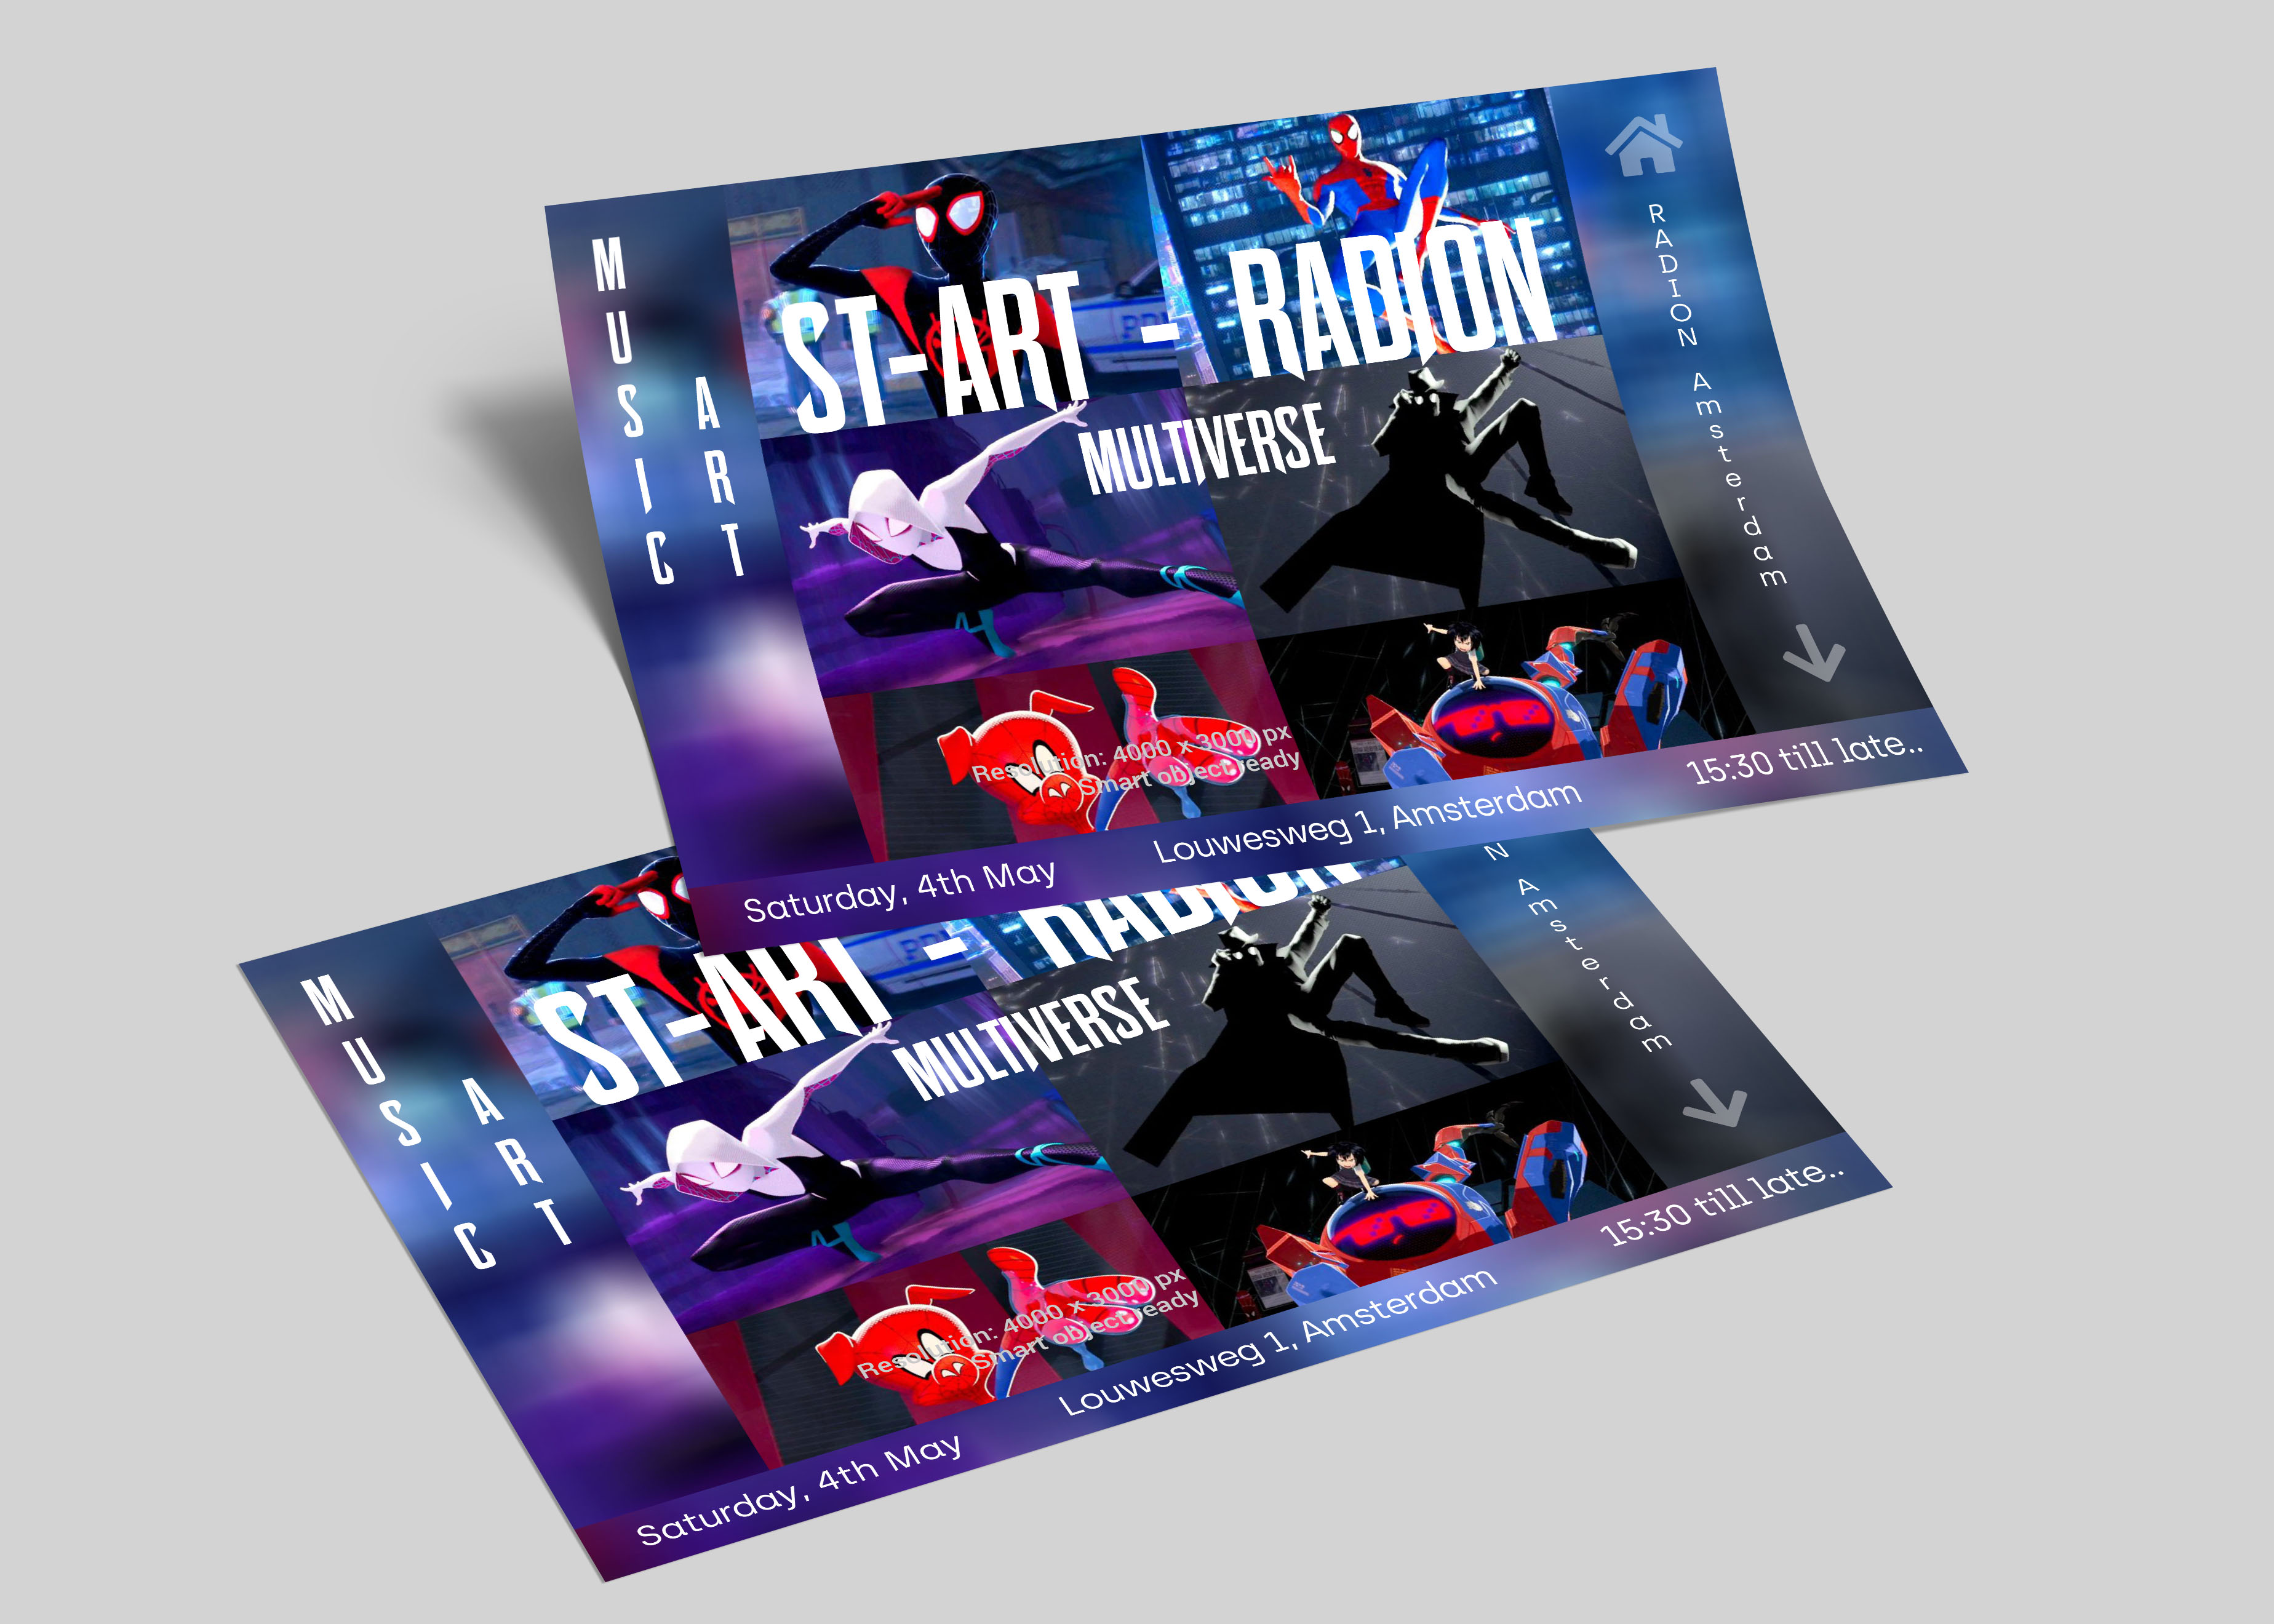 MUSIC
ART
ST-ART - RADION
MULTIVERSE
RADION Amsterdam
Resolution: 4000 x 3000 px
Smart object ready
Saturday, 4th May
Louwesweg 1, Amsterdam
15:30 till late..
MUSIC
ART
ST-ART - RADION
MULTIVERSE
N Amsterdam
Resolution: 4000 x 3000 px
Smart object ready
Saturday, 4th May
Louwesweg 1, Amsterdam
15:30 till late..